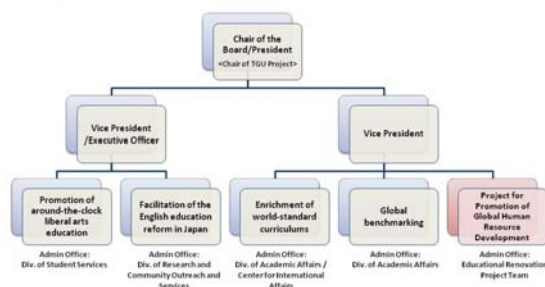 Chair of the
Board/President
<Chair of TGU Project>
Vice President
/Executive Officer
Vice President
Promotion of
around-the-clock
liberal arts
education
Facilitation of the
English education
reform in Japan
Enrichment of
world-standard
curriculums
Global
benchmarking
Project for
Promotion of
Global Human
Resource
Development
Admin Office:
Div. of Student Services
Admin Office:
Div. of Research and
Community Outreach and
Services
Admin Office:
Div. of Academic Affairs /
Center for International
Affairs
Admin Office:
Div. of Academic Affairs
Admin Office:
Educational Renovation
Project Team